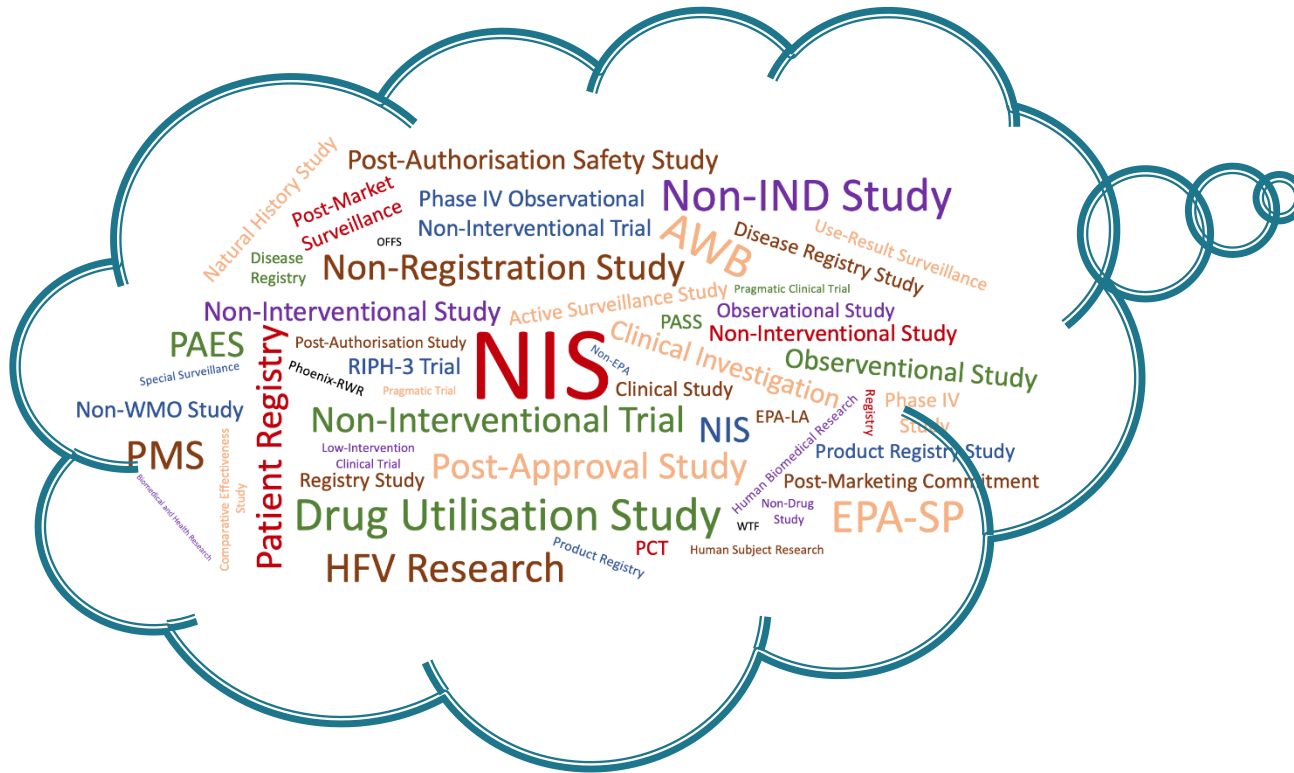 Natural History Study
Post-Authorisation Safety Study
Post-Market
Surveillance
Phase IV Observational
Non-IND Study
Non-Interventional Trial
OFFS
AWB
Disease Registry Study
Use-Result Surveillance
Disease
Registry
Non-Registration Study
Pragmatic Clinical Trial
Non-Interventional Study
Active Surveillance Study
PASS
Observational Study
Non-Interventional Study
PAES
Post-Authorisation Study
NIS
Non-EPA
Clinical Investigation
Observentional Study
Special Surveillance
Phoenix-RWR
RIPH-3 Trial
Pragmatic Trial
Clinical Study
Non-WMO Study
Patient Registry
Non-Interventional Trial
NIS
EPA-LA
Human Biomedical Research
Registry
Phase IV
Study
PMS
Low-Intervention
Clinical Trial
Product Registry Study
Biomedical and Health Research
Comparative Effectiveness
Study
Registry Study
Post-Approval Study
Post-Marketing Commitment
Drug Utilisation Study
WTF
Non-Drug
Study
EPA-SP
HFV Research
Product Registry
PCT
Human Subject Research